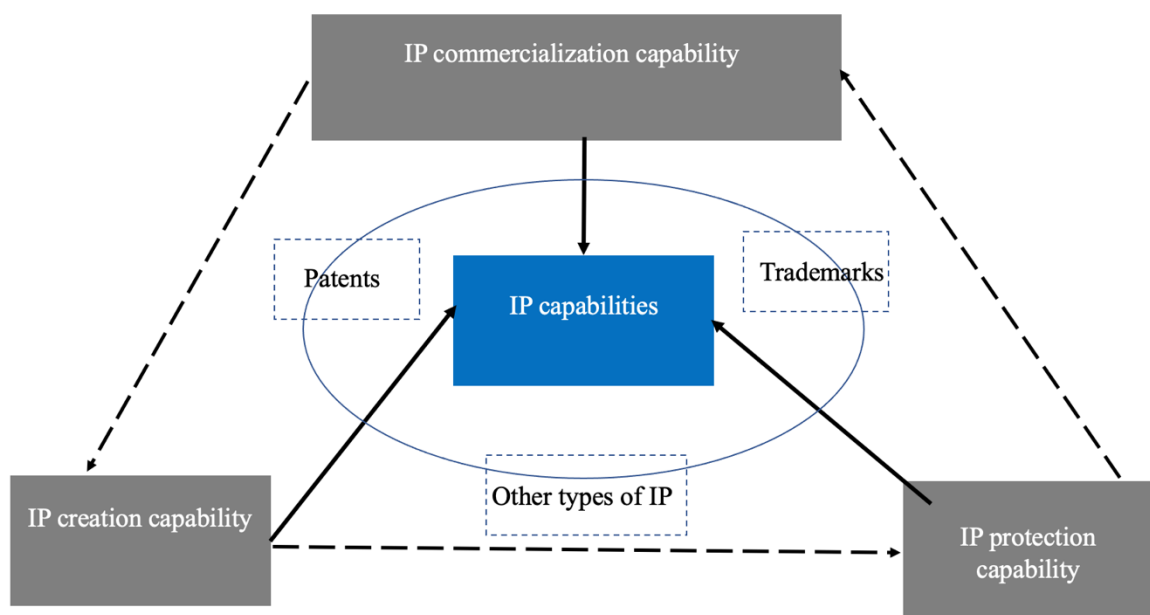 IP commercialization capability
Patents
Trademarks
IP capabilities
Other types of IP
IP creation capability
IP protection
capability